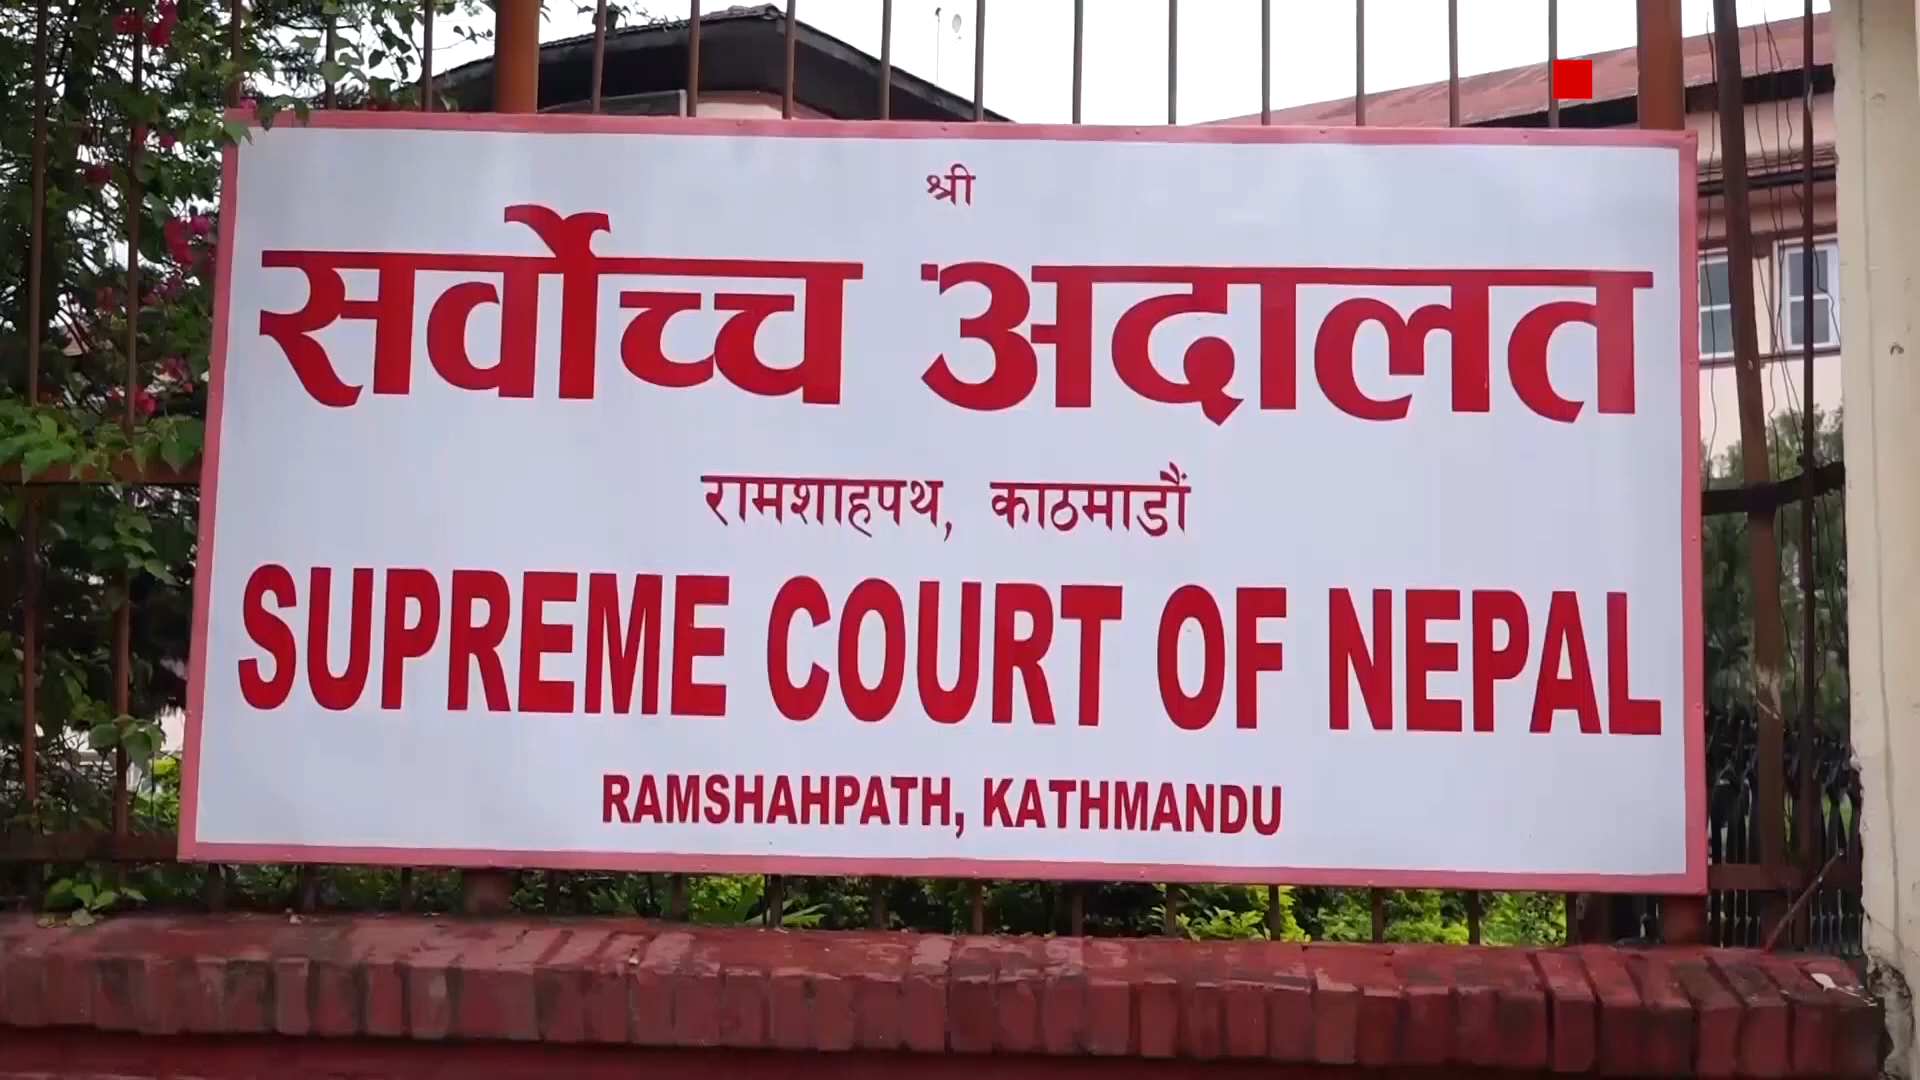 श्री
सर्वोच्च अदालत
रामशाहपथ, काठमाडौं
SUPREME COURT OF NEPAL
RAMSHAHPATH, KATHMANDU